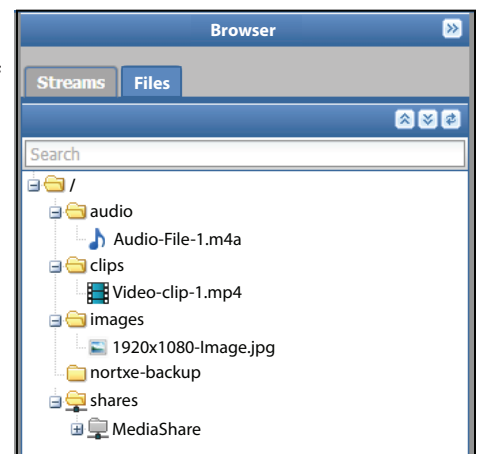 Browser
Streams Files
Search
/
audio
Audio-File-1.m4a
clips
Video-clip-1.mp4
images
1920x1080-Image.jpg
nortxe-backup
shares
MediaShare